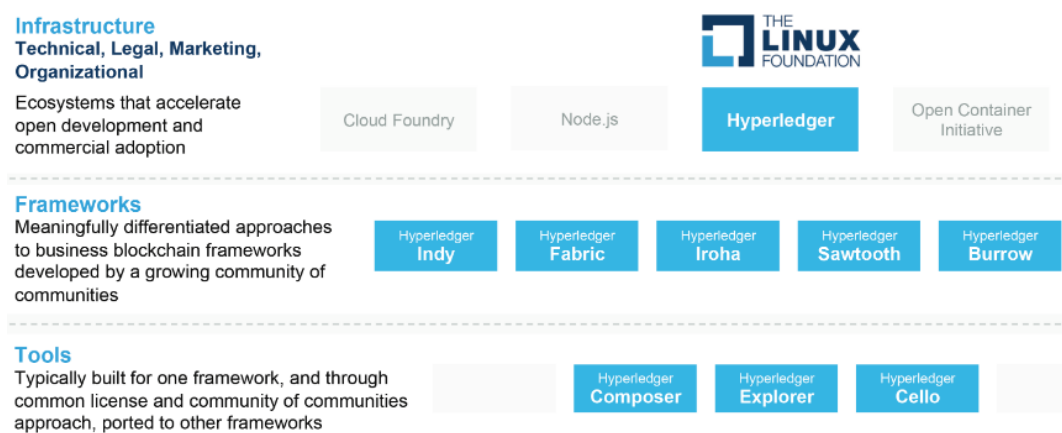 Infrastructure
Technical, Legal, Marketing,
Organizational
Ecosystems that accelerate
open development and
commercial adoption
THE
LINUX
FOUNDATION
Cloud Foundry
Node.js
Hyperledger
Open Container
Initiative
Frameworks
Meaningfully differentiated approaches
to business blockchain frameworks
developed by a growing community of
communities
Hyperledger
Indy
Hyperledger
Fabric
Hyperledger
Iroha
Hyperledger
Sawtooth
Hyperledger
Burrow
Tools
Typically built for one framework, and through
common license and community of communities
approach, ported to other frameworks
Hyperledger
Composer
Hyperledger
Explorer
Hyperledger
Cello